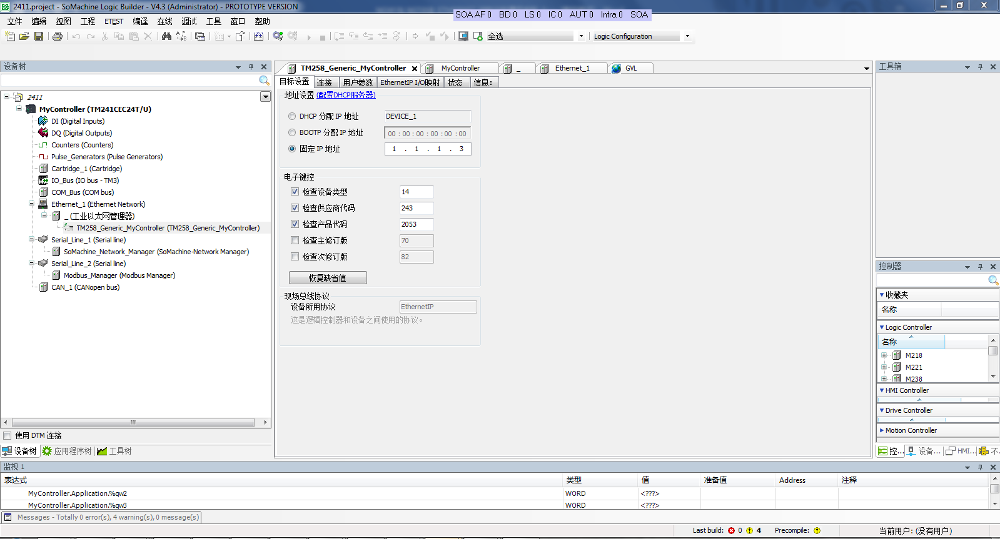 2411.project - SoMachine Logic Builder - V4.3 (Administrator) - PROTOTYPE VERSION
SOA AF 0 BD 0 LS 0 IC 0 AUT 0 Infra 0 SOA
文件 编辑 视图 工程 ETEST 编译 在线 调试 工具 窗口 帮助
全选 Logic Configuration
设备树
2411
MyController (TM241CEC24T/U)
DI (Digital Inputs)
DQ (Digital Outputs)
Counters (Counters)
Pulse_Generators (Pulse Generators)
Cartridge_1 (Cartridge)
IO_Bus (IO bus - TM3)
COM_Bus (COM bus)
Ethernet_1 (Ethernet Network)
_ (工业以太网管理器)
TM258_Generic_MyController (TM258_Generic_MyController)
Serial_Line_1 (Serial line)
SoMachine_Network_Manager (SoMachine-Network Manager)
Serial_Line_2 (Serial line)
Modbus_Manager (Modbus Manager)
CAN_1 (CANopen bus)
使用 DTM 连接
设备树 应用程序树 工具树
TM258_Generic_MyController MyController _ Ethernet_1 GVL
目标设置 连接 用户参数 EthernetIP I/O映射 状态 信息:
地址设置 (配置DHCP服务器)
DHCP 分配 IP 地址 DEVICE_1
BOOTP 分配 IP 地址 00 : 00 : 00 : 00 : 00 : 00
固定 IP 地址 1 . 1 . 1 . 3
电子键控
检查设备类型 14
检查供应商代码 243
检查产品代码 2053
检查主修订版 70
检查次修订版 82
恢复缺省值
现场总线协议
设备所用协议 EthernetIP
这是逻辑控制器和设备之间使用的协议。
工具箱
控制器
收藏夹
名称
Logic Controller
名称
M218
M221
M238
HMI Controller
Drive Controller
Motion Controller
控... 设备... HMI... 不.
监视 1
表达式 类型 值 准备值 Address 注释
MyController.Application.%qw2 WORD <???>
MyController.Application.%qw3 WORD <???>
Messages - Totally 0 error(s), 4 warning(s), 0 message(s)
Last build: 0 4 Precompile: 当前用户: (没有用户)